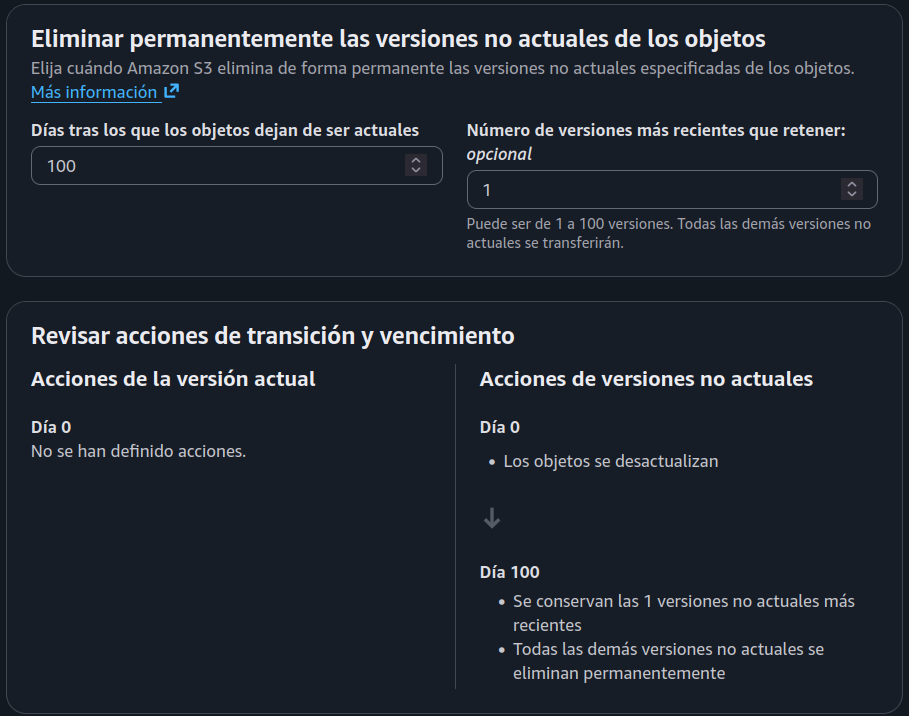 Eliminar permanentemente las versiones no actuales de los objetos
Elija cuándo Amazon S3 elimina de forma permanente las versiones no actuales especificadas de los objetos.
Más información
Días tras los que los objetos dejan de ser actuales
100
Número de versiones más recientes que retener:
opcional
1
Puede ser de 1 a 100 versiones. Todas las demás versiones no
actuales se transferirán.
Revisar acciones de transición y vencimiento
Acciones de la versión actual
Día 0
No se han definido acciones.
Acciones de versiones no actuales
Día 0
• Los objetos se desactualizan
Día 100
• Se conservan las 1 versiones no actuales más
recientes
• Todas las demás versiones no actuales se
eliminan permanentemente